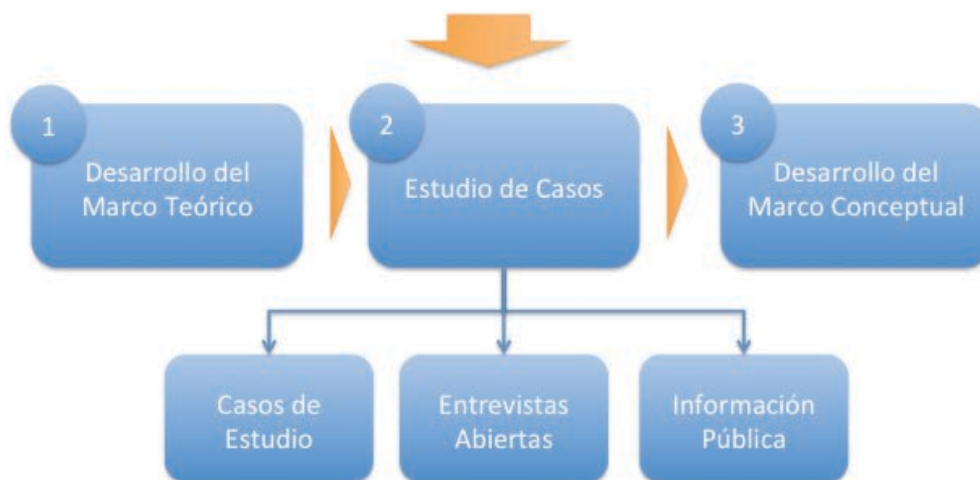 1
Desarrollo del
Marco Teórico
2
Estudio de Casos
3
Desarrollo del
Marco Conceptual
Casos de
Estudio
Entrevistas
Abiertas
Información
Pública